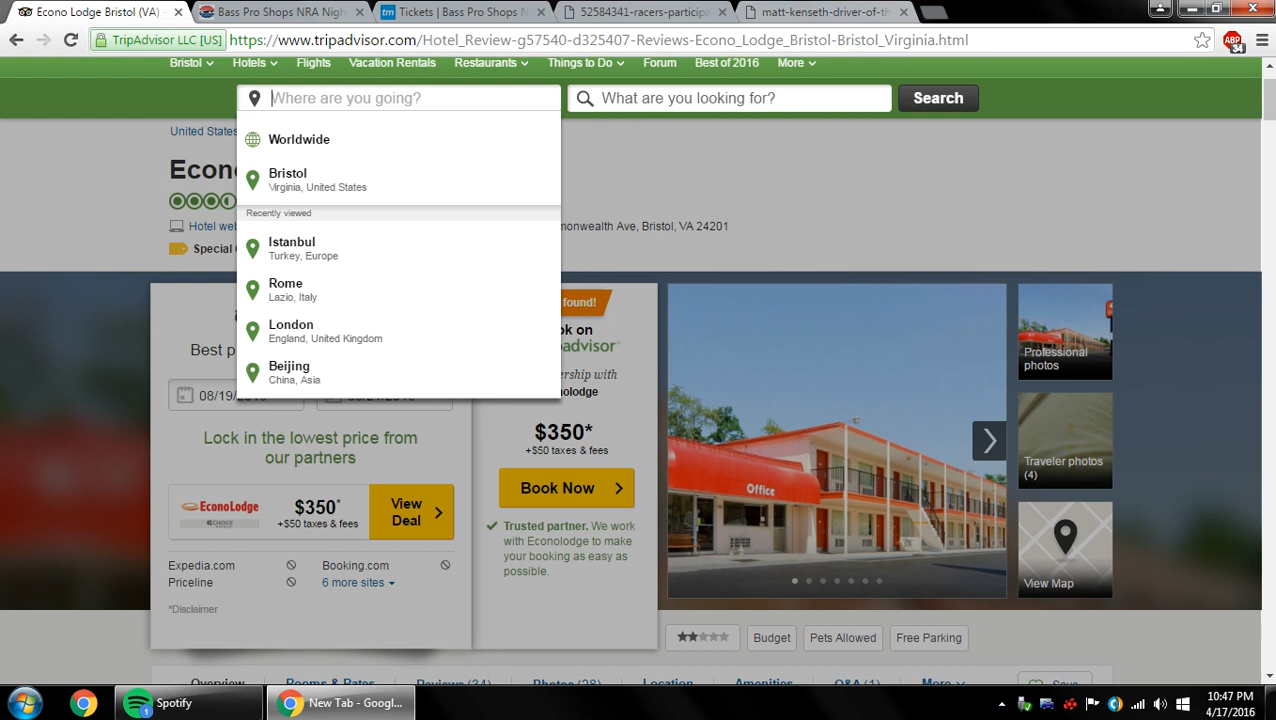 Econo Lodge Bristol (VA) -
Bass Pro Shops NRA Nigh
tm Tickets | Bass Pro Shops N
52584341-racers-participa
matt-kenseth-driver-of-th
TripAdvisor LLC [US]
https://www.tripadvisor.com/Hotel_Review-g57540-d325407-Reviews-Econo_Lodge_Bristol-Bristol_Virginia.html
ABP
34
Bristol Hotels Flights Vacation Rentals Restaurants Things to Do Forum Best of 2016 More
Where are you going?
What are you looking for?
Search
Worldwide
Bristol
Virginia, United States
Recently viewed
Istanbul
Turkey, Europe
Rome
Lazio, Italy
London
England, United Kingdom
Beijing
China, Asia
United States
Econ
Hotel web
monwealth Ave, Bristol, VA 24201
Special
Best p
08/19/
Lock in the lowest price from
our partners
ECONOLODGE
CHOICE
$350*
+$50 taxes & fees
View
Deal
Expedia.com
Booking.com
Priceline
6 more sites
*Disclaimer
found!
ok on
padvisor
ership with
onolodge
$350*
+$50 taxes & fees
Book Now
Trusted partner. We work
with Econolodge to make
your booking as easy as
possible.
Office
Professional
photos
Traveler photos
(4)
View Map
Budget
Pets Allowed
Free Parking
Overview Rooms & Rates Reviews (34) Photos (28) Location Amenities Q&A (1) More
Save
1
Spotify
New Tab - Googl...
10:47 PM
4/17/2016